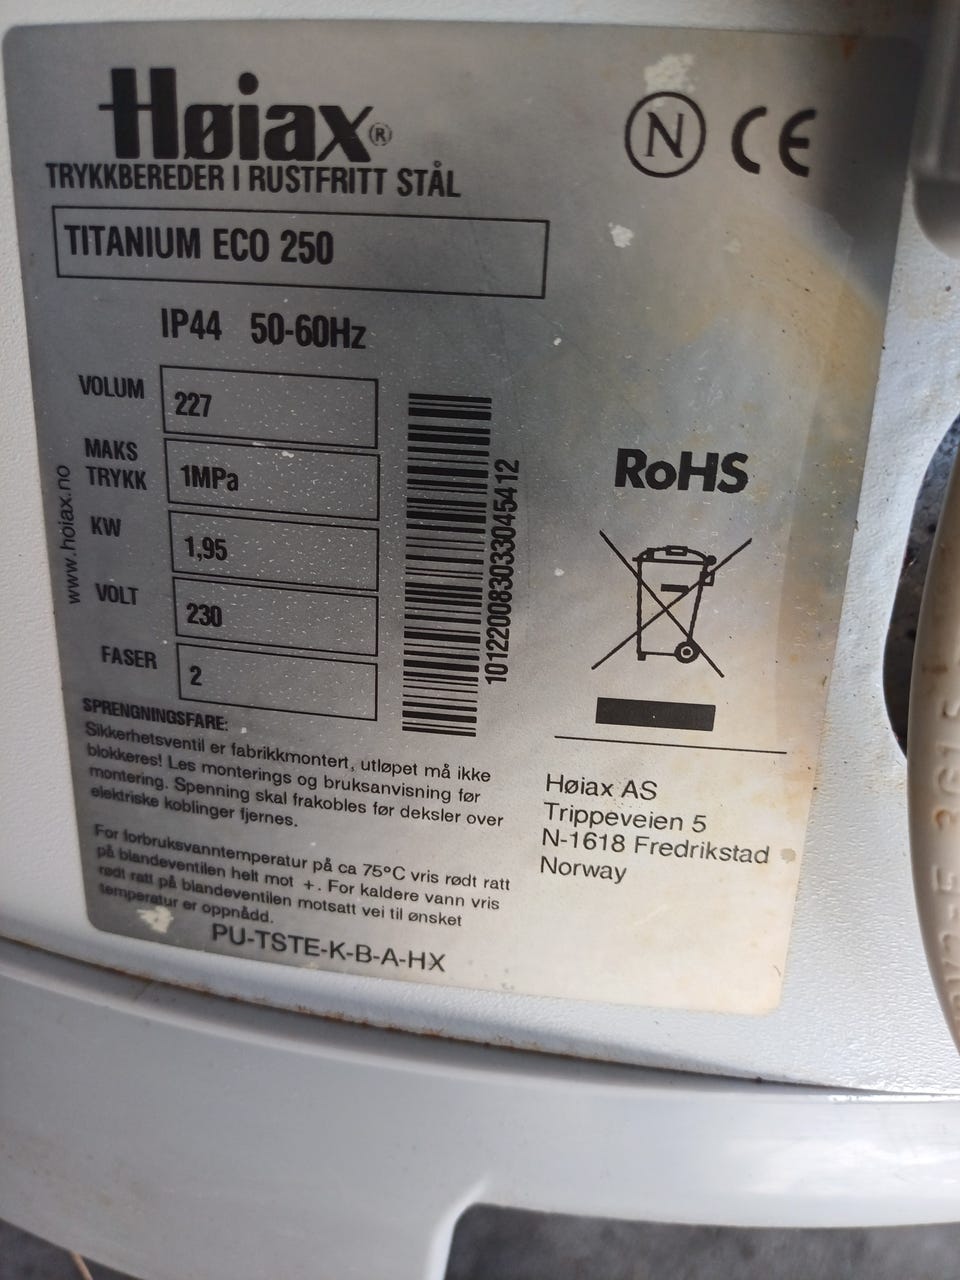 Høiax®
TRYKKBEREDER I RUSTFRITT STÅL
N CE
TITANIUM ECO 250
IP44 50-60Hz
VOLUM 227
MAKS TRYKK 1MPa
KW 1,95
VOLT 230
FASER 2
www.hoiax.no
101220083033045412
RoHS
SPRENGNINGSFARE:
Sikkerhetsventil er fabrikkmontert, utløpet må ikke
blokkeres! Les monterings og bruksanvisning før
montering. Spenning skal frakobles før deksler over
elektriske koblinger fjernes.
For forbruksvanntemperatur på ca 75°C vris rødt ratt
på blandeventilen helt mot +. For kaldere vann vris
rødt ratt på blandeventilen motsatt vei til ønsket
temperatur er oppnådd.
PU-TSTE-K-B-A-HX
Høiax AS
Trippeveien 5
N-1618 Fredrikstad
Norway